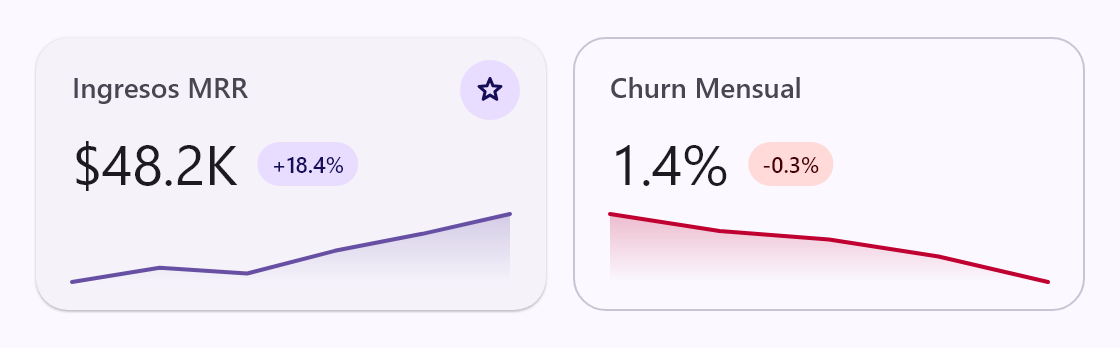 Ingresos MRR
$48.2K
+18.4%
Churn Mensual
1.4%
-0.3%